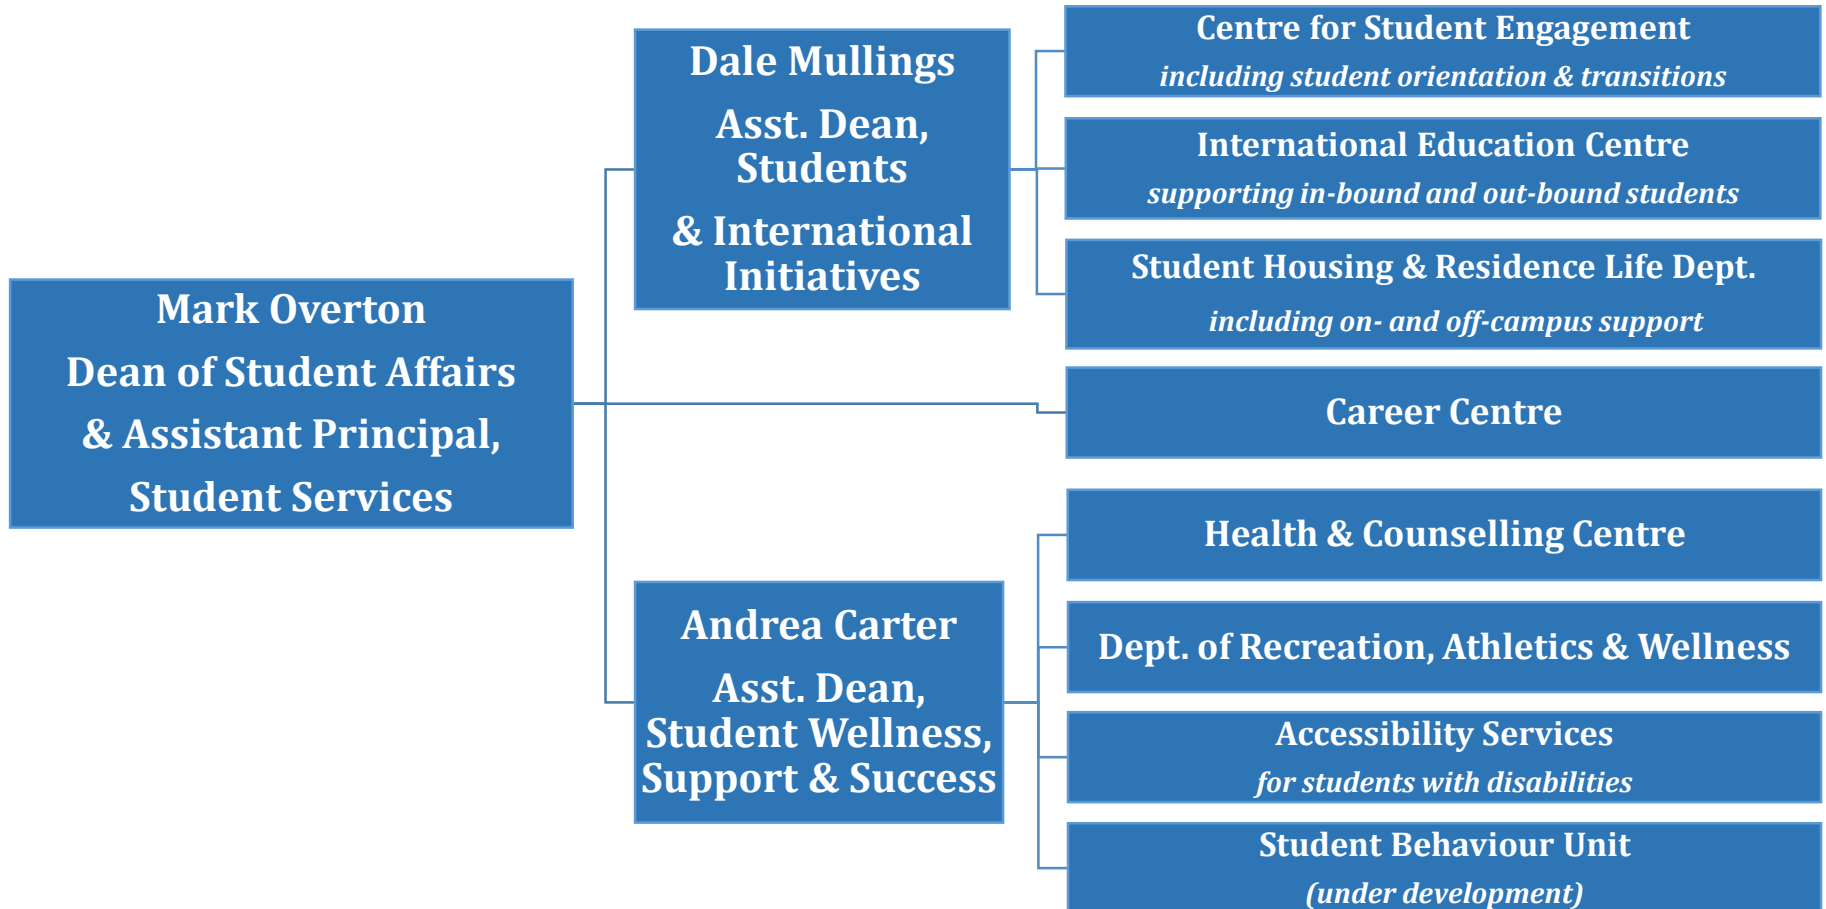 Mark Overton
Dean of Student Affairs
& Assistant Principal,
Student Services
Dale Mullings
Asst. Dean,
Students
& International
Initiatives
Centre for Student Engagement
including student orientation & transitions
International Education Centre
supporting in-bound and out-bound students
Student Housing & Residence Life Dept.
including on- and off-campus support
Career Centre
Andrea Carter
Asst. Dean,
Student Wellness,
Support & Success
Health & Counselling Centre
Dept. of Recreation, Athletics & Wellness
Accessibility Services
for students with disabilities
Student Behaviour Unit
(under development)